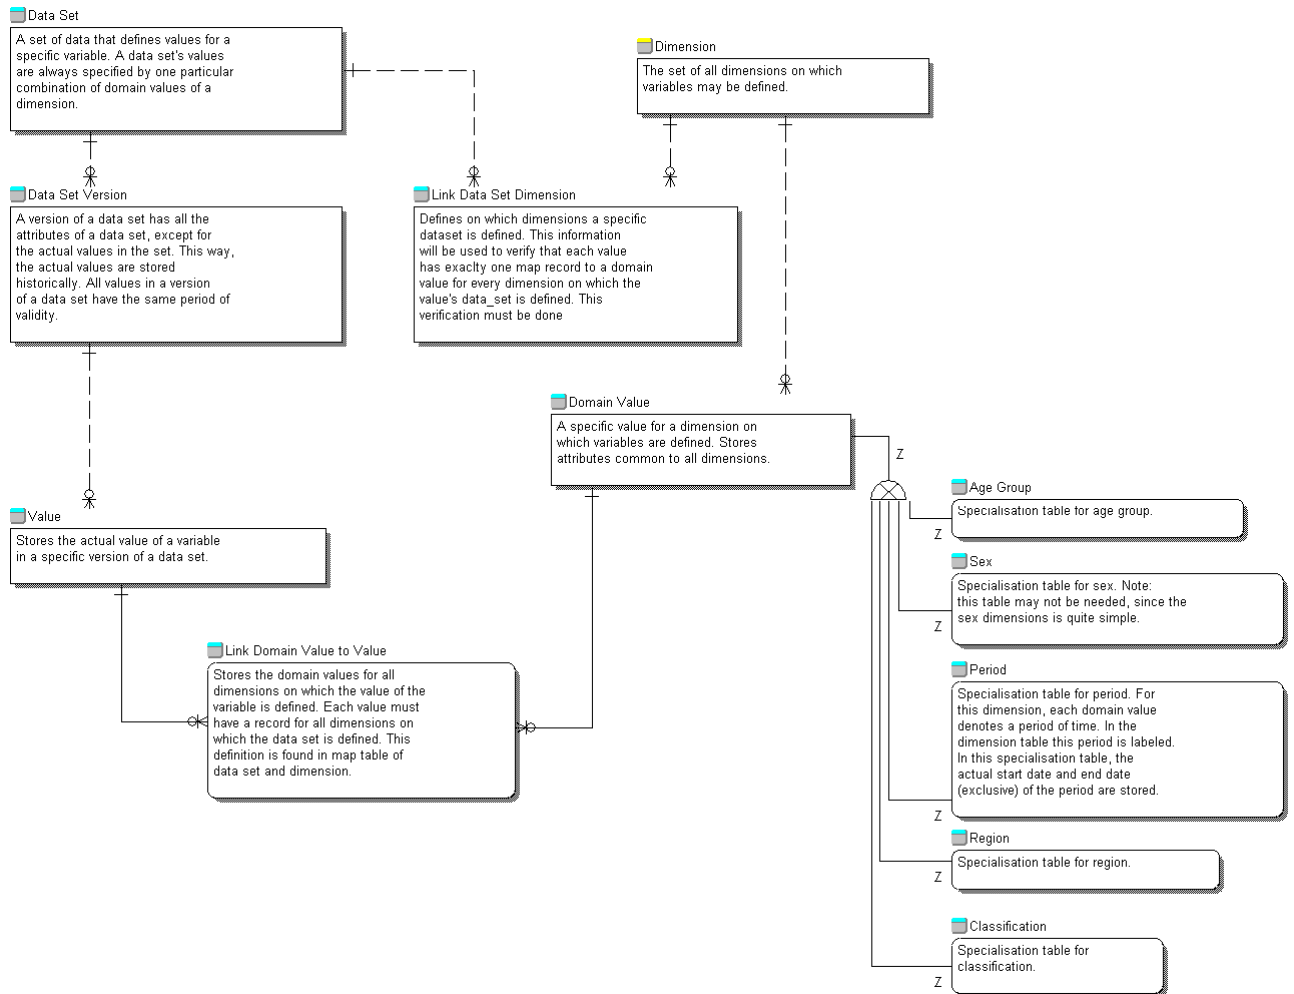 Data Set
A set of data that defines values for a
specific variable. A data set's values
are always specified by one particular
combination of domain values of a
dimension.
Dimension
The set of all dimensions on which
variables may be defined.
Data Set Version
A version of a data set has all the
attributes of a data set, except for
the actual values in the set. This way,
the actual values are stored
historically. All values in a version
of a data set have the same period of
validity.
Link Data Set Dimension
Defines on which dimensions a specific
dataset is defined. This information
will be used to verify that each value
has exaclty one map record to a domain
value for every dimension on which the
value's data_set is defined. This
verification must be done
Domain Value
A specific value for a dimension on
which variables are defined. Stores
attributes common to all dimensions.
Z
Value
Stores the actual value of a variable
in a specific version of a data set.
Link Domain Value to Value
Stores the domain values for all
dimensions on which the value of the
variable is defined. Each value must
have a record for all dimensions on
which the data set is defined. This
definition is found in map table of
data set and dimension.
Age Group
Specialisation table for age group.
Z
Sex
Specialisation table for sex. Note:
this table may not be needed, since the
sex dimensions is quite simple.
Z
Period
Specialisation table for period. For
this dimension, each domain value
denotes a period of time. In the
dimension table this period is labeled.
In this specialisation table, the
actual start date and end date
(exclusive) of the period are stored.
Z
Region
Specialisation table for region.
Z
Classification
Specialisation table for
classification.
Z